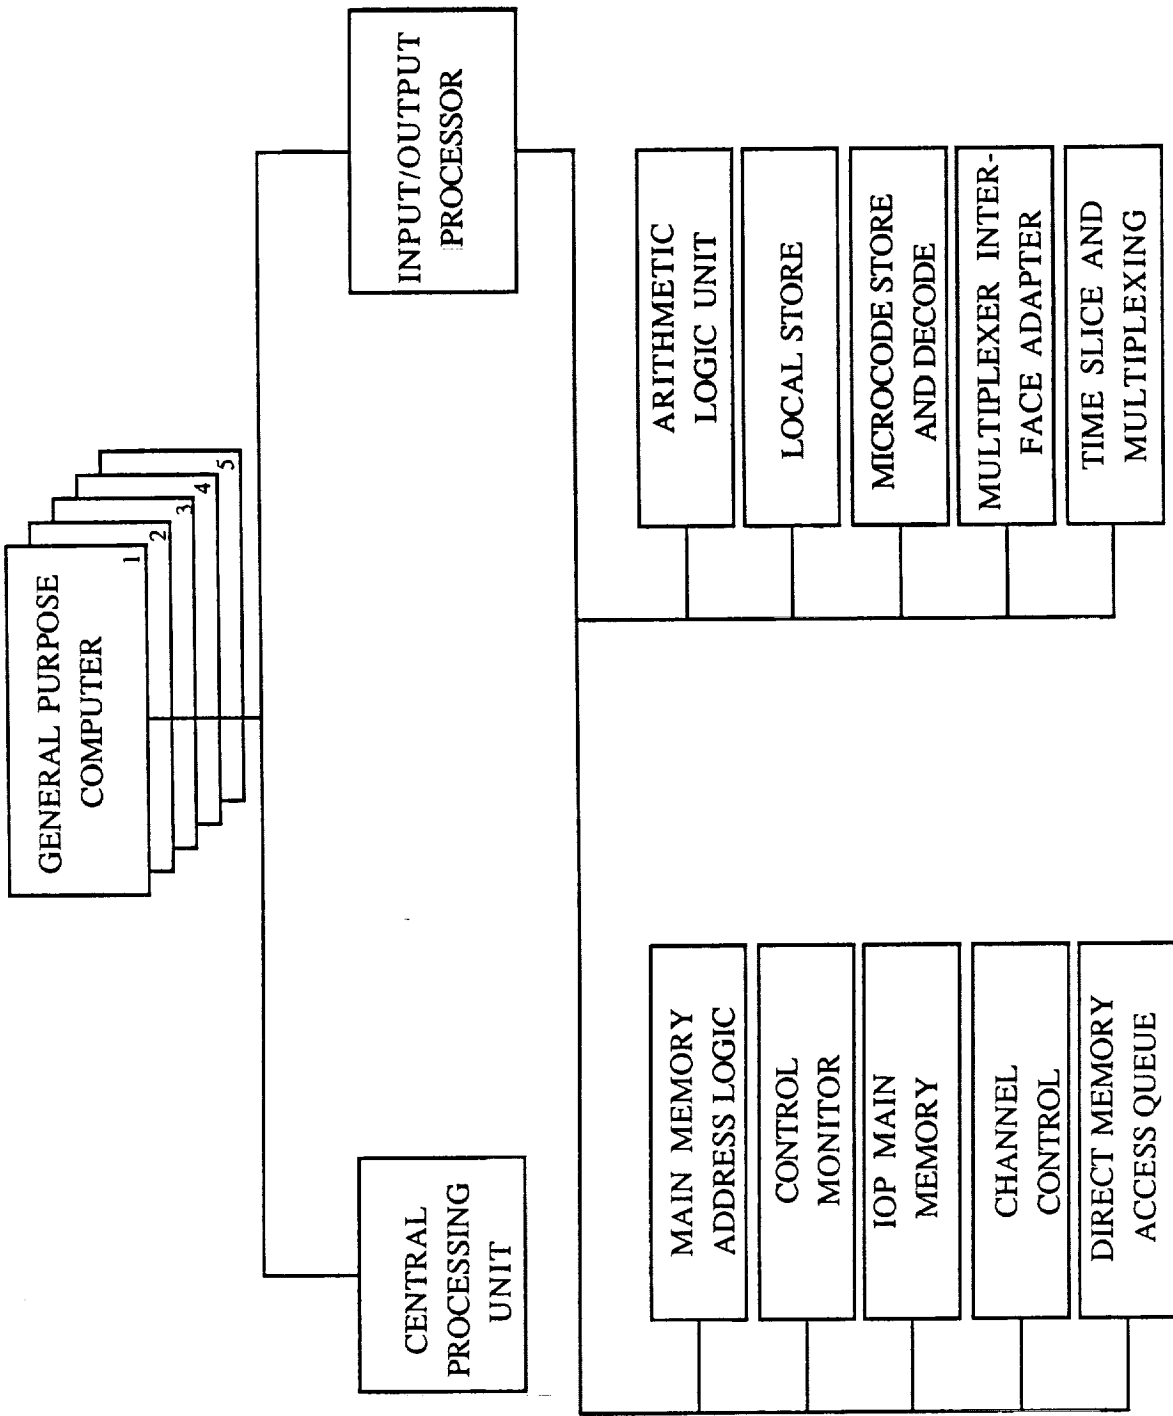 GENERAL PURPOSE
COMPUTER
1
2
3
4
5
CENTRAL
PROCESSING
UNIT
INPUT/OUTPUT
PROCESSOR
MAIN MEMORY
ADDRESS LOGIC
CONTROL
MONITOR
IOP MAIN
MEMORY
CHANNEL
CONTROL
DIRECT MEMORY
ACCESS QUEUE
ARITHMETIC
LOGIC UNIT
LOCAL STORE
MICROCODE STORE
AND DECODE
MULTIPLEXER INTER-
FACE ADAPTER
TIME SLICE AND
MULTIPLEXING